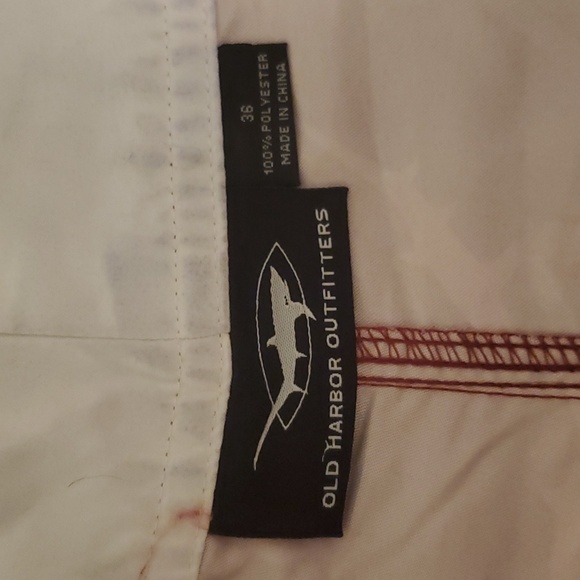 36
100% POLYESTER
MADE IN CHINA
OLD HARBOR OUTFITTERS